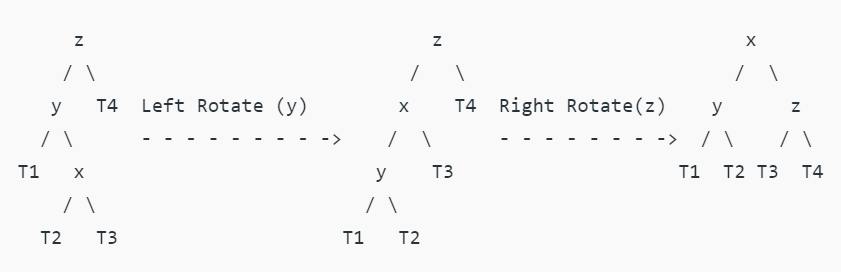 z z x
/ \ / \ / \
y T4 Left Rotate (y) x T4 Right Rotate(z) y z
/ \ - - - - - - - - -> / \ - - - - - - - -> / \ / \
T1 x y T3 T1 T2 T3 T4
/ \ / \
T2 T3 T1 T2